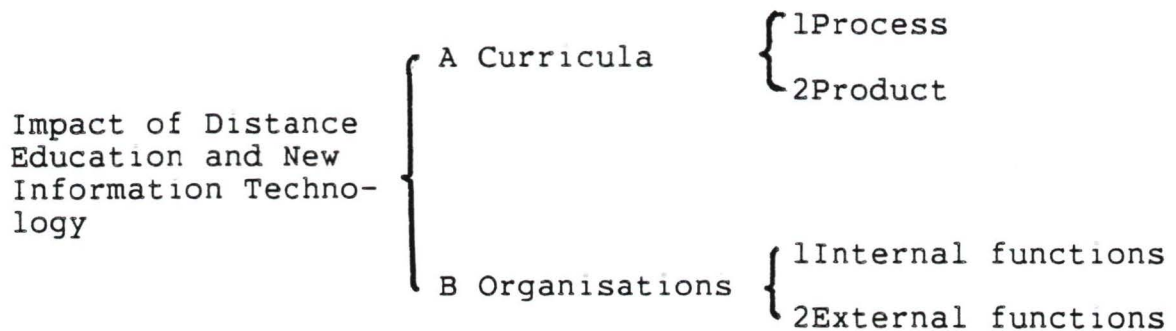 1Process
A Curricula
2Product
Impact of Distance
Education and New
Information Techno-
logy
1Internal functions
B Organisations
2External functions